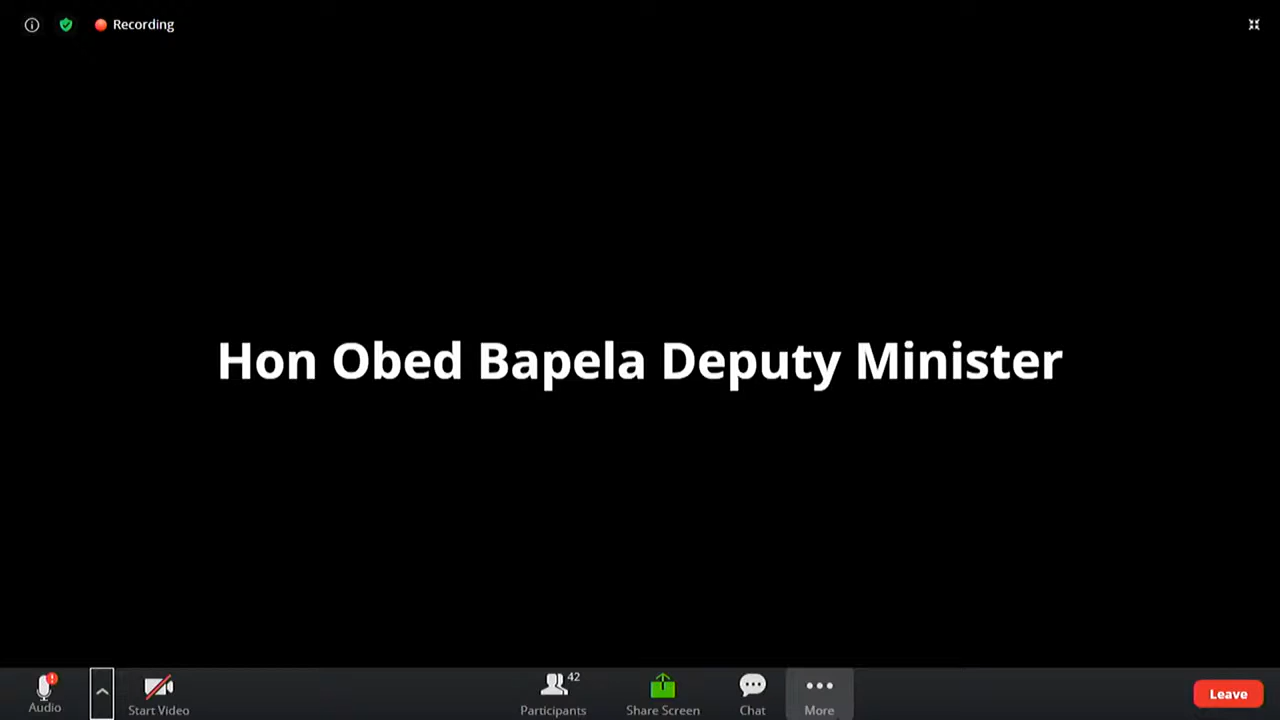 Recording
Hon Obed Bapela Deputy Minister
Audio
Start Video
42
Participants
Share Screen
Chat
More
Leave